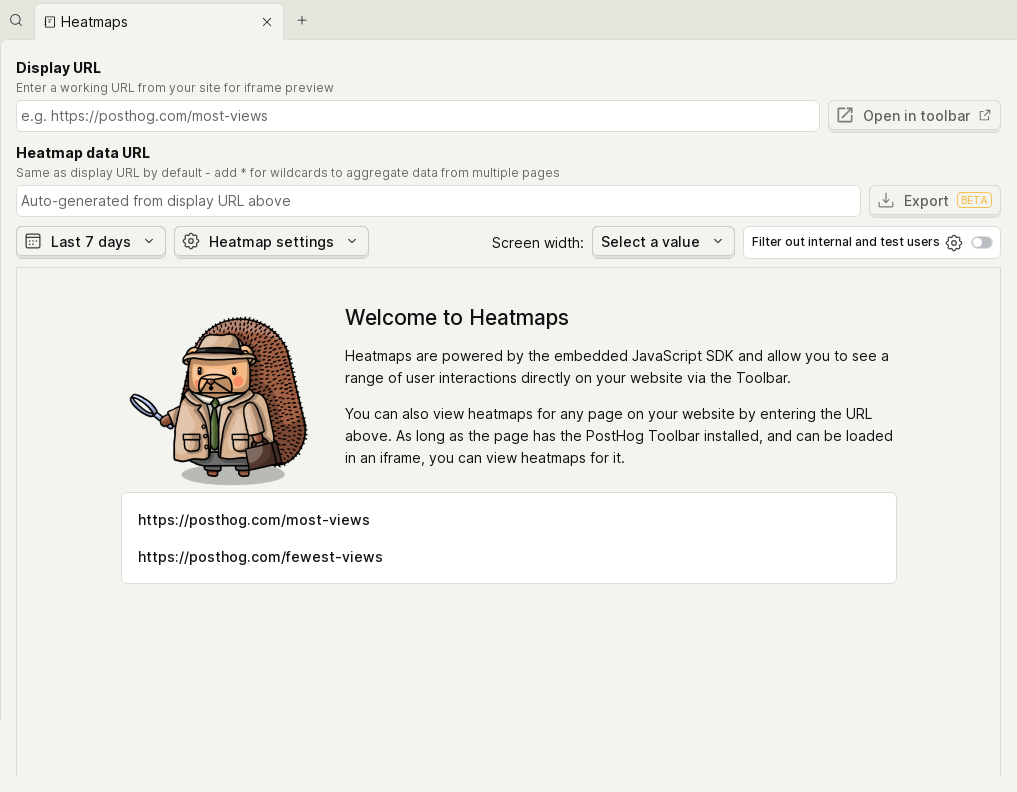 Heatmaps
Display URL
Enter a working URL from your site for iframe preview
e.g. https://posthog.com/most-views
Open in toolbar
Heatmap data URL
Same as display URL by default - add * for wildcards to aggregate data from multiple pages
Auto-generated from display URL above
Export BETA
Last 7 days
Heatmap settings
Screen width:
Select a value
Filter out internal and test users
Welcome to Heatmaps
Heatmaps are powered by the embedded JavaScript SDK and allow you to see a
range of user interactions directly on your website via the Toolbar.
You can also view heatmaps for any page on your website by entering the URL
above. As long as the page has the PostHog Toolbar installed, and can be loaded
in an iframe, you can view heatmaps for it.
https://posthog.com/most-views
https://posthog.com/fewest-views